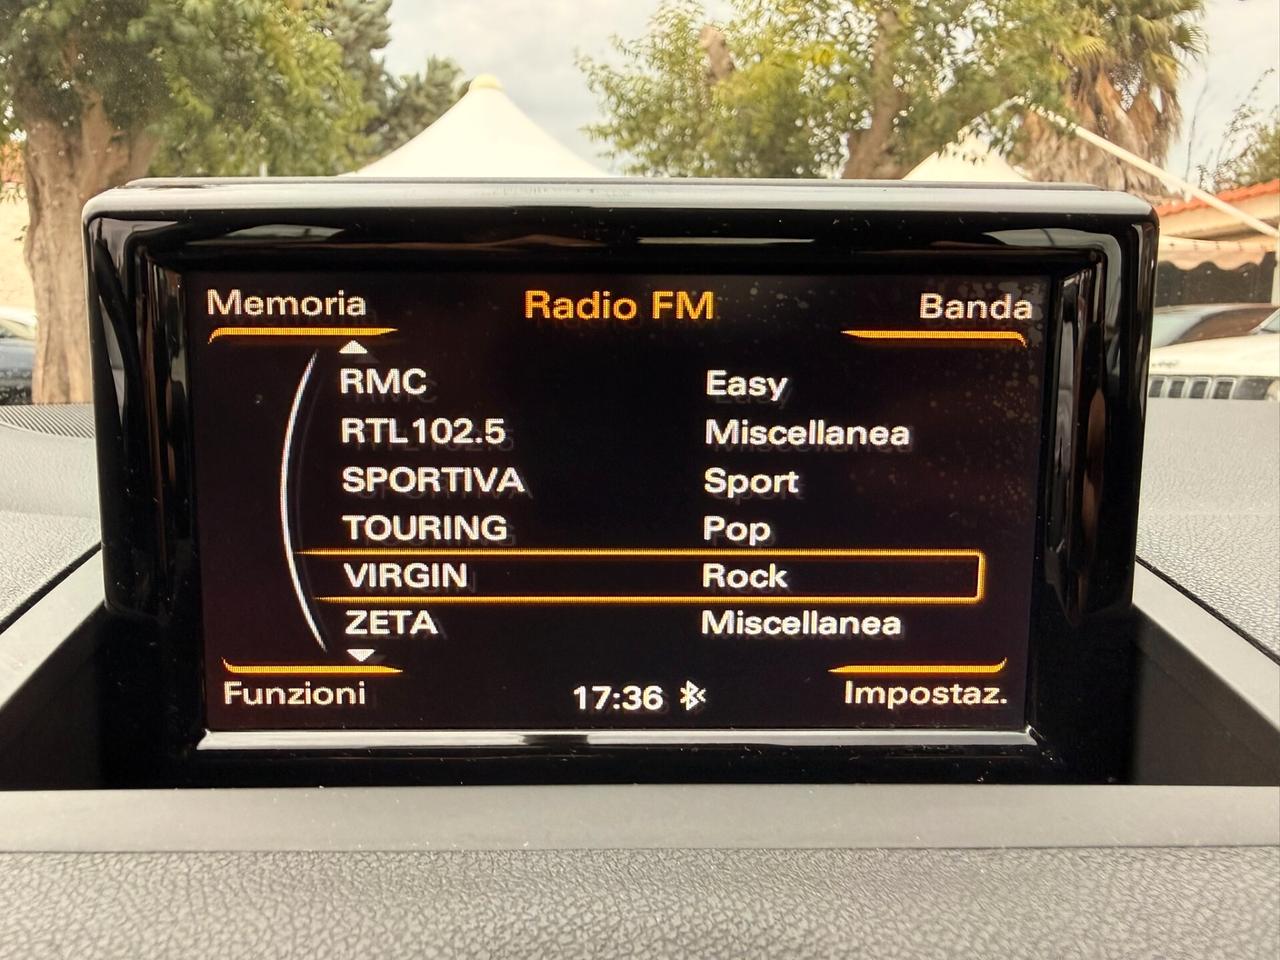 Memoria Radio FM Banda
RMC Easy
RTL102.5 Miscellanea
SPORTIVA Sport
TOURING Pop
VIRGIN Rock
ZETA Miscellanea
Funzioni 17:36 Impostaz.